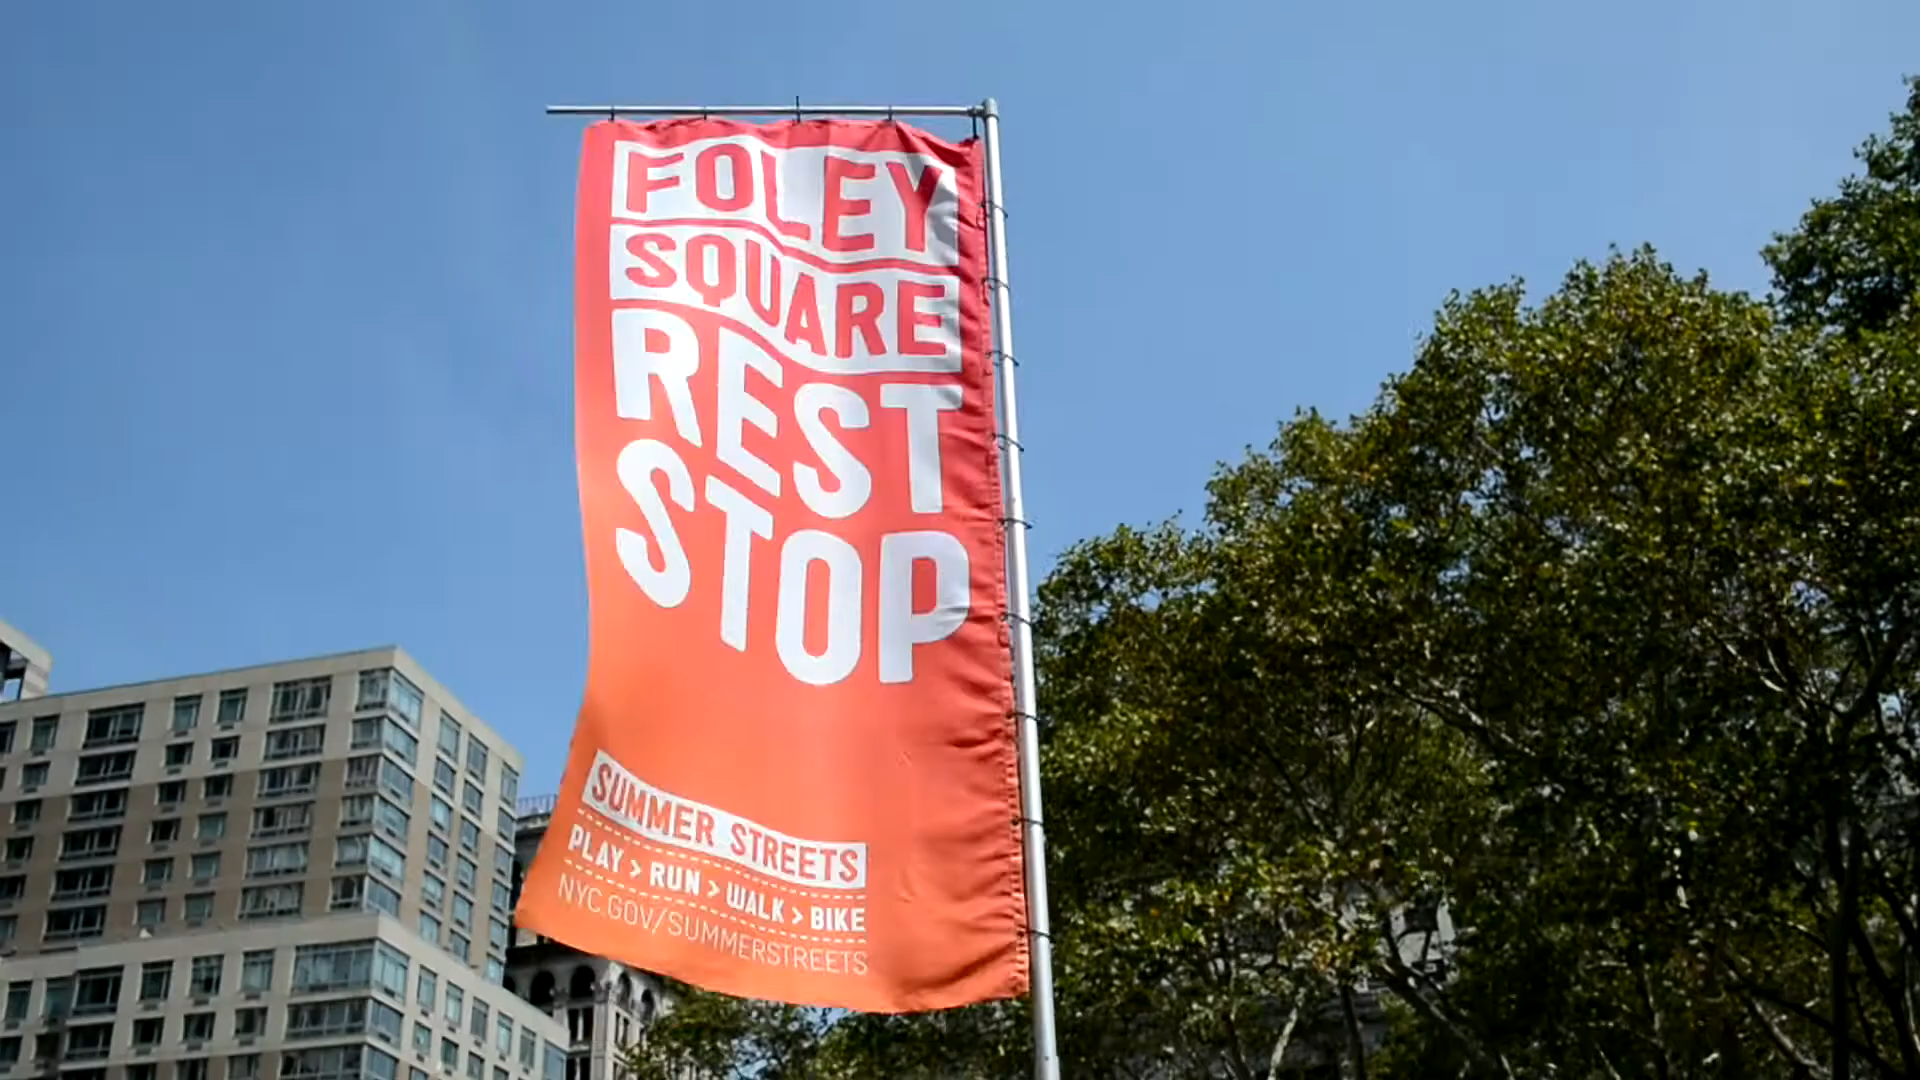 FOLEY
SQUARE
REST
STOP
SUMMER STREETS
PLAY > RUN > WALK > BIKE
NYC.GOV/SUMMERSTREETS